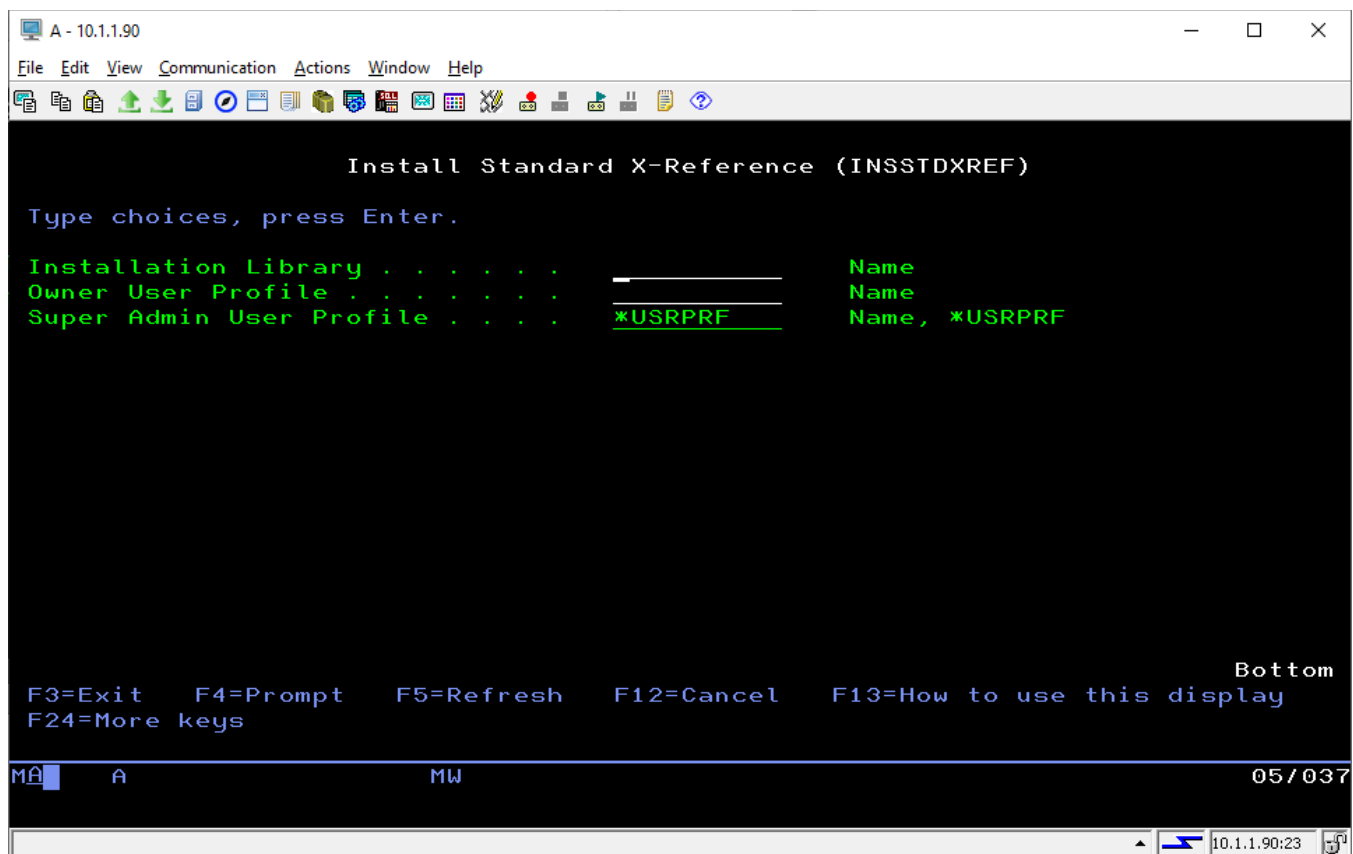 A - 10.1.1.90
File Edit View Communication Actions Window Help
Install Standard X-Reference (INSSTDXREF)
Type choices, press Enter.
Installation Library . . . . . . Name
Owner User Profile . . . . . . . Name
Super Admin User Profile . . . . *USRPRF Name, *USRPRF
Bottom
F3=Exit F4=Prompt F5=Refresh F12=Cancel F13=How to use this display
F24=More keys
MA A MW 05/037
10.1.1.90:23